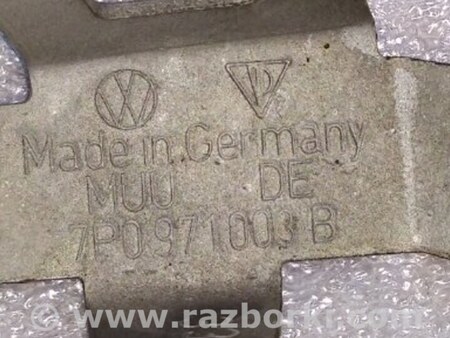 Made in Germany
MUU DE
7P0 971 003 B
© www.razborki.com